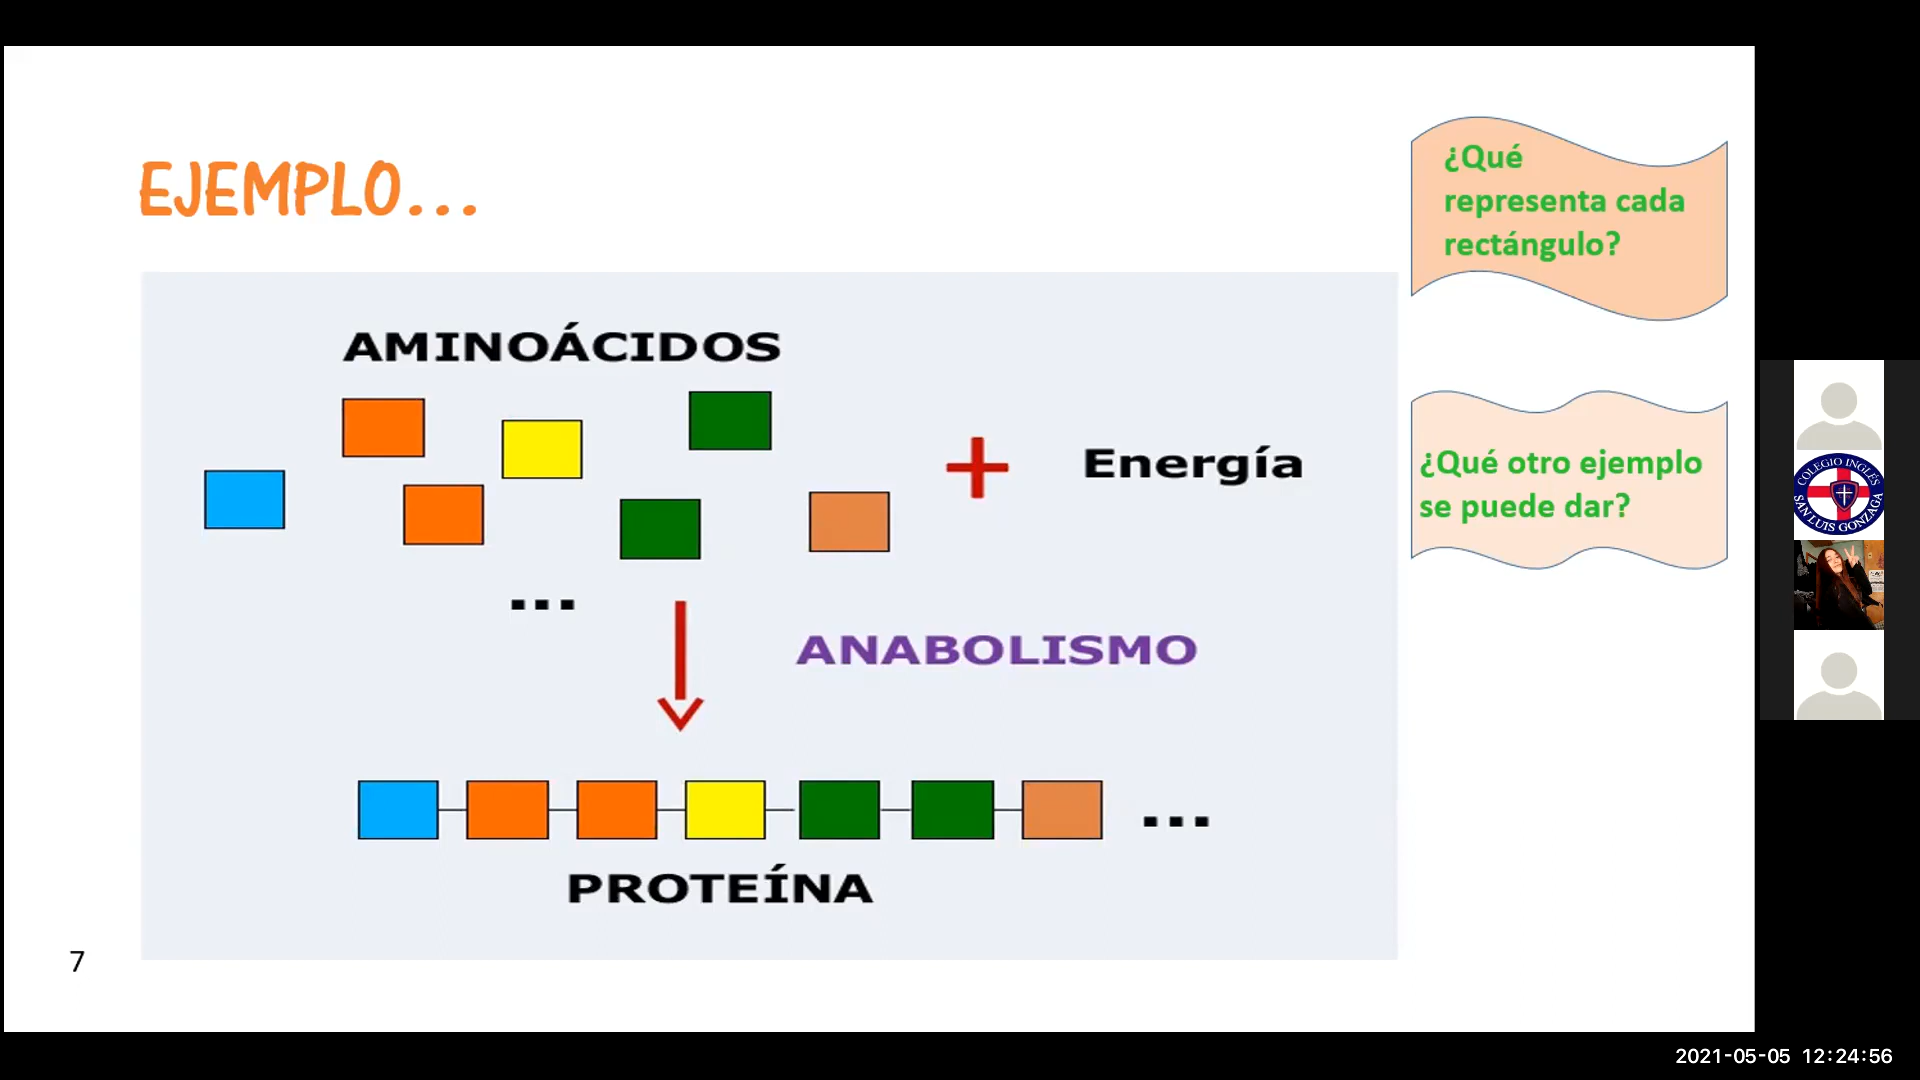 EJEMPLO...
¿Qué
representa cada
rectángulo?
AMINOÁCIDOS
+ Energía
¿Qué otro ejemplo
se puede dar?
...
ANABOLISMO
...
PROTEÍNA
7
COLEGIO INGLÉS
SAN LUIS GONZAGA
2021-05-05 12:24:56